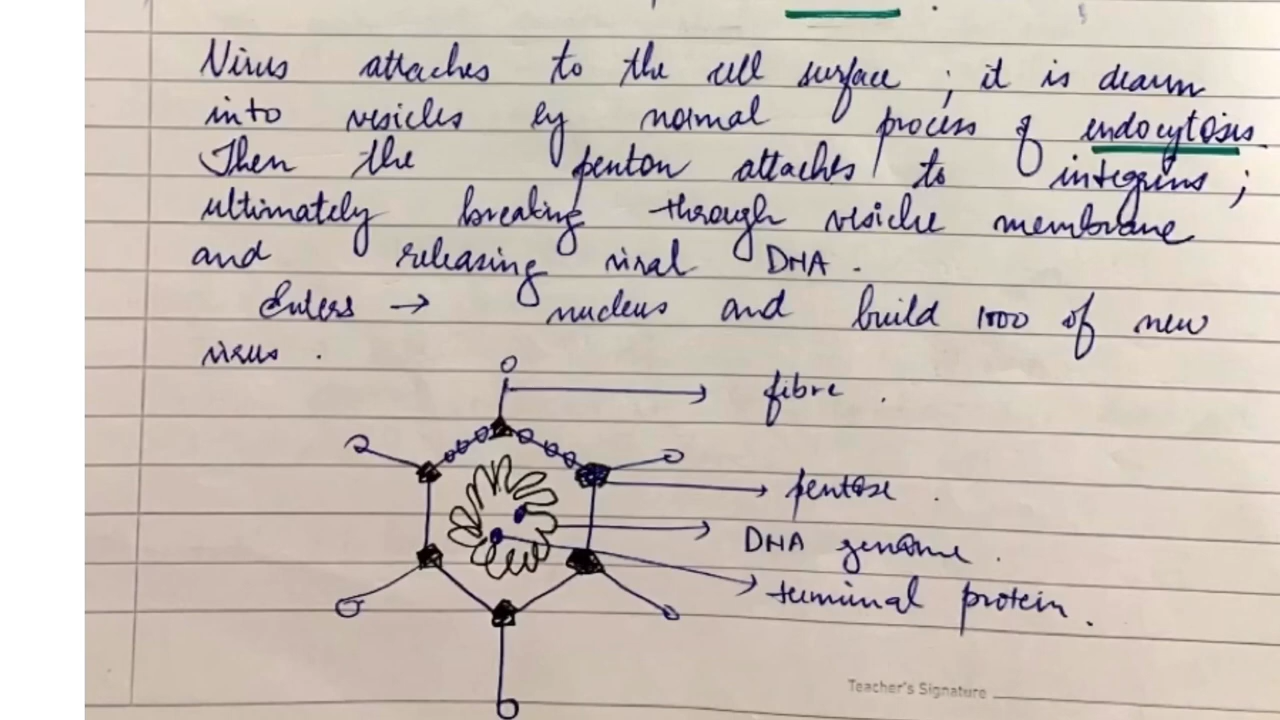 Virus attaches to the cell surface ; it is drawn
into vesicles by normal process of endocytosis.
Then the penton attaches to integrins ;
ultimately breaking through vesicle membrane
and releasing viral DNA .
Enters → nucleus and build 1000 of new
virus .
fibre .
pentose .
DNA genome .
terminal protein .
Teacher's Signature